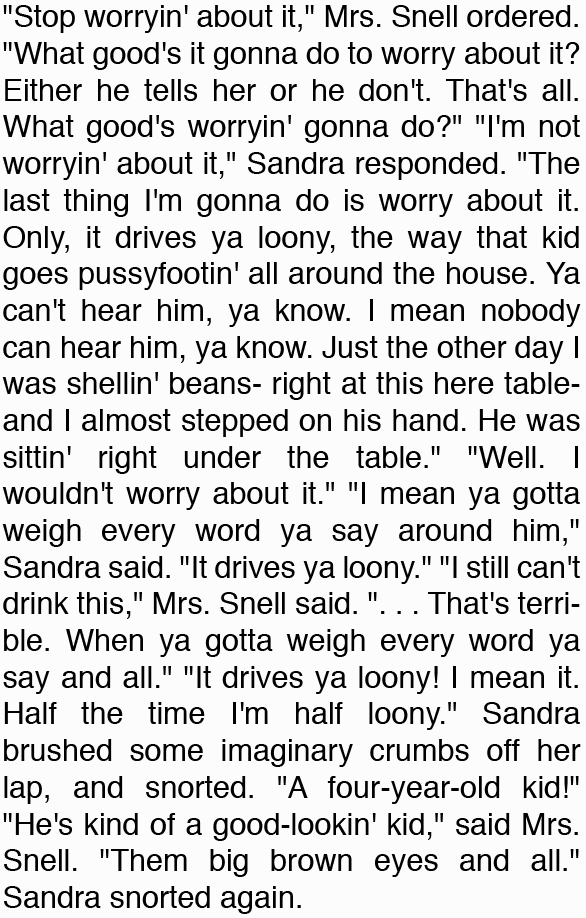 "Stop worryin' about it," Mrs. Snell ordered.
"What good's it gonna do to worry about it?
Either he tells her or he don't. That's all.
What good's worryin' gonna do?" "I'm not
worryin' about it," Sandra responded. "The
last thing I'm gonna do is worry about it.
Only, it drives ya loony, the way that kid
goes pussyfootin' all around the house. Ya
can't hear him, ya know. I mean nobody
can hear him, ya know. Just the other day I
was shellin' beans- right at this here table-
and I almost stepped on his hand. He was
sittin' right under the table." "Well. I
wouldn't worry about it." "I mean ya gotta
weigh every word ya say around him,"
Sandra said. "It drives ya loony." "I still can't
drink this," Mrs. Snell said. ". . . That's terri-
ble. When ya gotta weigh every word ya
say and all." "It drives ya loony! I mean it.
Half the time I'm half loony." Sandra
brushed some imaginary crumbs off her
lap, and snorted. "A four-year-old kid!"
"He's kind of a good-lookin' kid," said Mrs.
Snell. "Them big brown eyes and all."
Sandra snorted again.